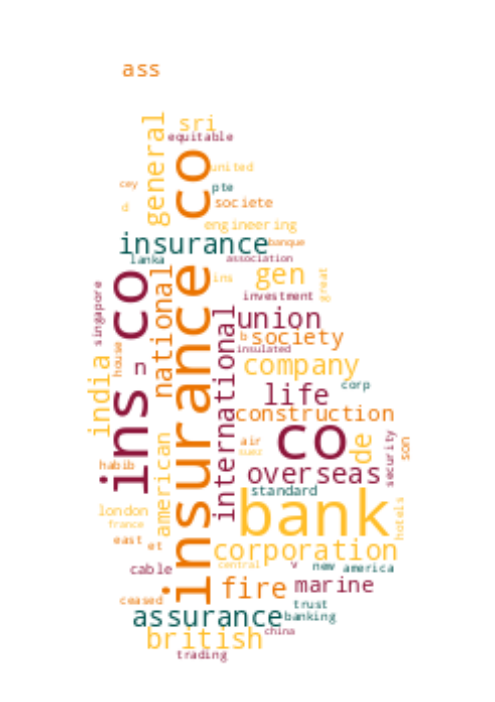 ass
general
sri
equitable
co
united
cey
pte
d
societe
engineering
insurance
banque
lanka
association
ins
gen
great
investment
singapore
co
national
insurance
international
union
b
society
insulated
house
n
india
company
corp
life
construction
ins
american
air
suez
co
de
security
son
habib
overseas
standard
bank
hotels
london
france
east
et
corporation
cable
central
v
new
america
fire
marine
ceased
trust
assurance
banking
british
china
trading